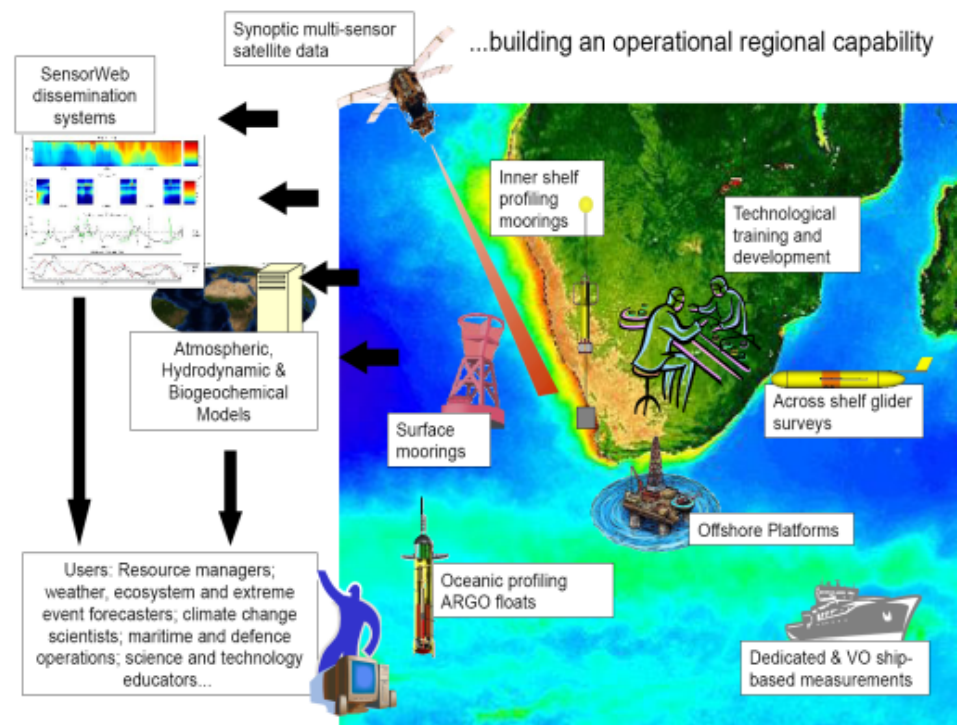 Synoptic multi-sensor
satellite data
...building an operational regional capability
SensorWeb
dissemination
systems
Inner shelf
profiling
moorings
Technological
training and
development
Atmospheric,
Hydrodynamic &
Biogeochemical
Models
Surface
moorings
Across shelf glider
surveys
Offshore Platforms
Oceanic profiling
ARGO floats
Users: Resource managers;
weather, ecosystem and extreme
event forecasters; climate change
scientists; maritime and defence
operations; science and technology
educators...
Dedicated & VO ship-
based measurements